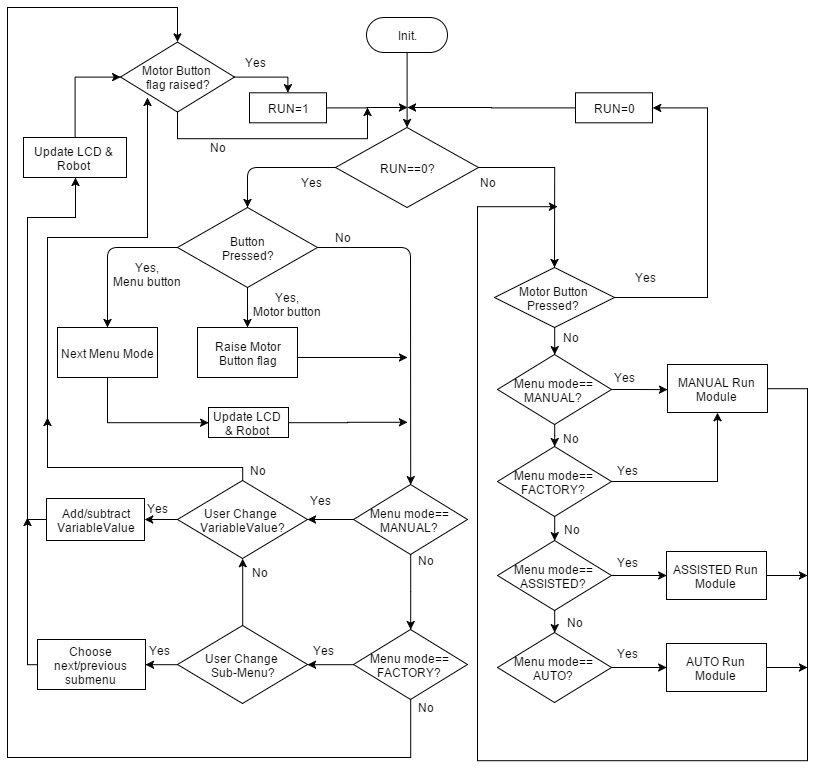 Init.
Motor Button
flag raised?
Yes
RUN=1
RUN=0
No
Update LCD &
Robot
RUN==0?
Yes
No
Button
Pressed?
No
Yes,
Menu button
Yes,
Motor button
Next Menu Mode
Raise Motor
Button flag
Update LCD
& Robot
Motor Button
Pressed?
Yes
No
Menu mode==
MANUAL?
Yes
MANUAL Run
Module
No
Menu mode==
FACTORY?
Yes
No
Menu mode==
ASSISTED?
Yes
ASSISTED Run
Module
No
Menu mode==
AUTO?
Yes
AUTO Run
Module
No
Add/subtract
VariableValue
Yes
User Change
VariableValue?
Yes
Menu mode==
MANUAL?
No
No
Choose
next/previous
submenu
Yes
User Change
Sub-Menu?
Yes
Menu mode==
FACTORY?
No